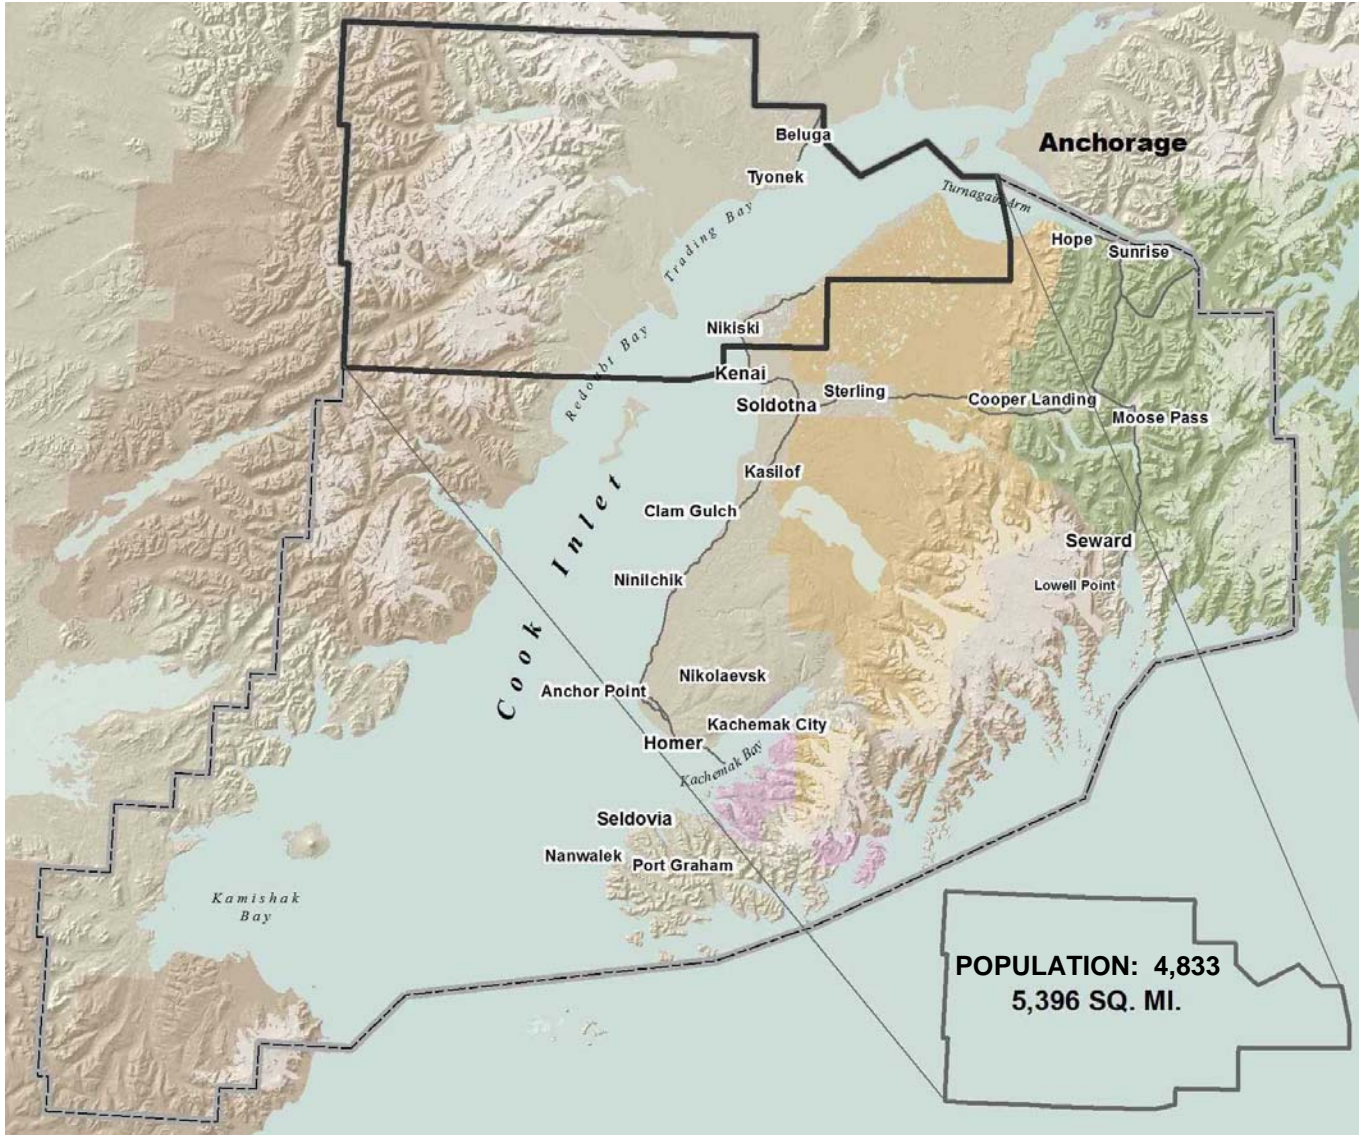 Beluga
Anchorage
Tyonek
Turnagain Arm
Trading Bay
Hope
Sunrise
Nikiski
Redoubt Bay
Kenai
Sterling
Soldotna
Cooper Landing
Moose Pass
Kasilof
Clam Gulch
Cook Inlet
Seward
Ninilchik
Lowell Point
Nikolaevsk
Anchor Point
Kachemak City
Homer
Kachemak Bay
Seldovia
Nanwalek
Port Graham
Kamishak
Bay
POPULATION: 4,833
5,396 SQ. MI.